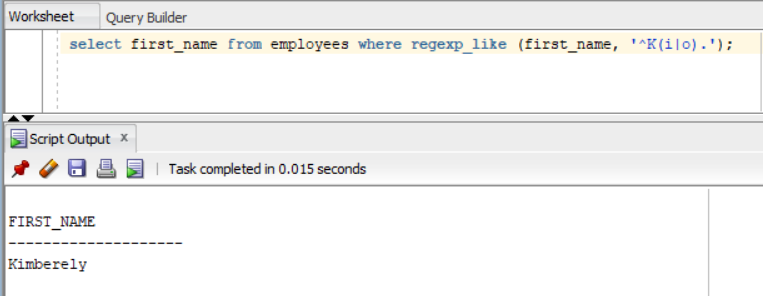 Worksheet Query Builder
select first_name from employees where regexp_like (first_name, '^K(i|o).');
Script Output x
Task completed in 0.015 seconds
FIRST_NAME
--------------------
Kimberely